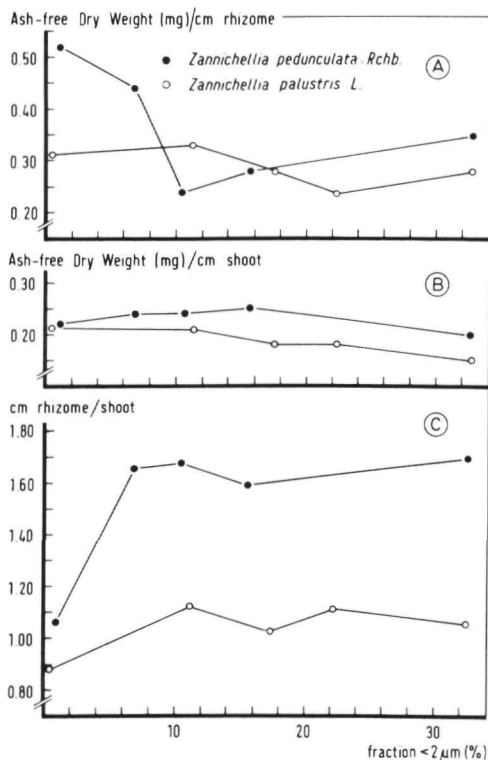 Ash-free Dry Weight (mg)/cm rhizome
● Zannichellia pedunculata Rchb.
○ Zannichellia palustris L.
A
0.50
0.40
0.30
0.20
Ash-free Dry Weight (mg)/cm shoot
B
0.30
0.20
cm rhizome/shoot
C
1.80
1.60
1.40
1.20
1.00
0.80
10 20 30
fraction < 2 µm (%)